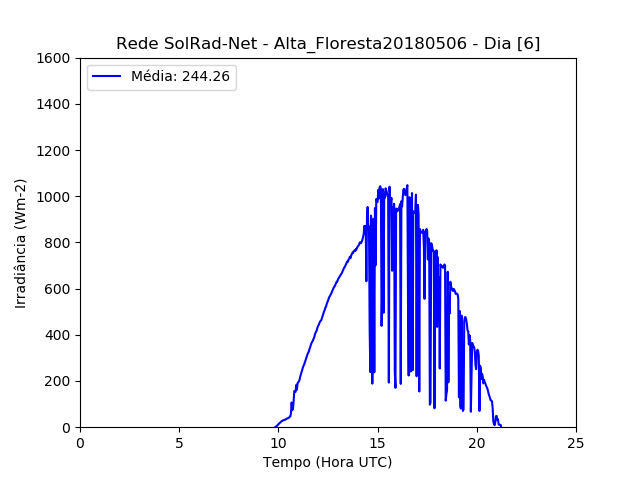 Rede SolRad-Net - Alta_Floresta20180506 - Dia [6]
Média: 244.26
Irradiância (Wm-2)
1600
1400
1200
1000
800
600
400
200
0
0 5 10 15 20 25
Tempo (Hora UTC)